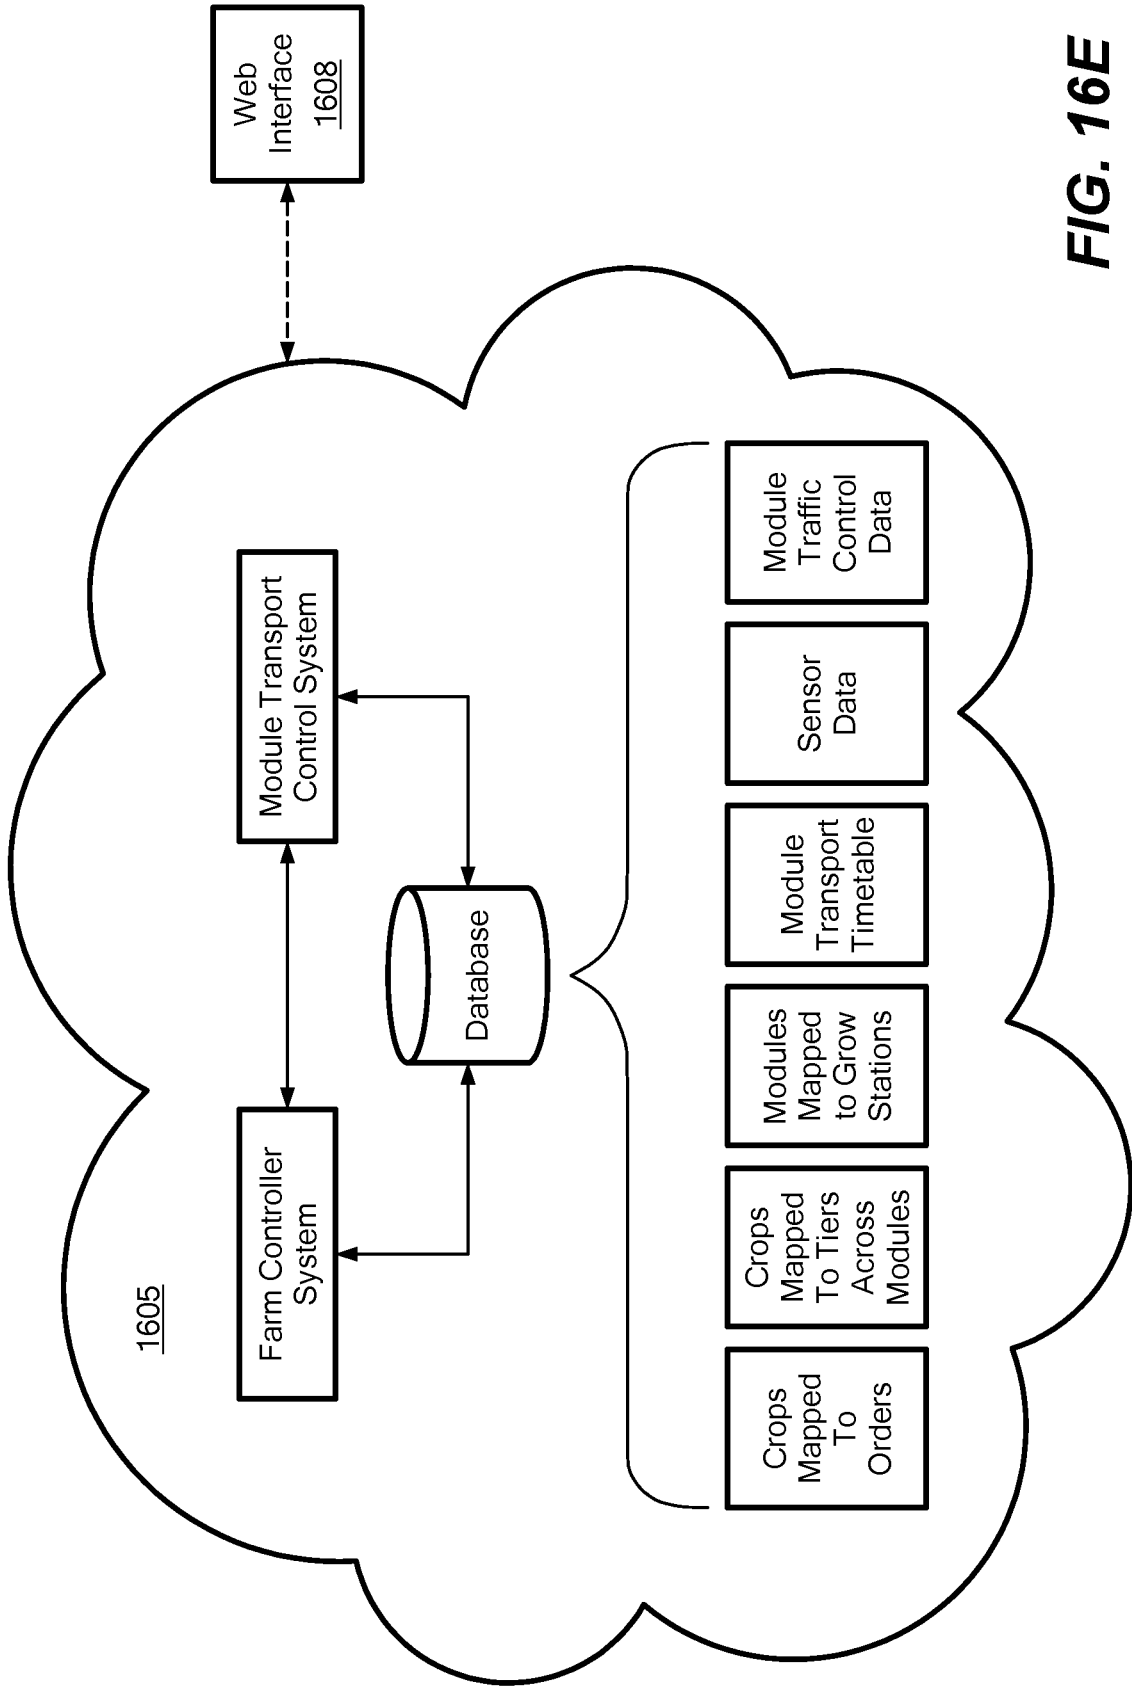 1605
Web
Interface
1608
Farm Controller
System
Module Transport
Control System
Database
Crops
Mapped
To
Orders
Crops
Mapped
To Tiers
Across
Modules
Modules
Mapped
to Grow
Stations
Module
Transport
Timetable
Sensor
Data
Module
Traffic
Control
Data
FIG. 16E